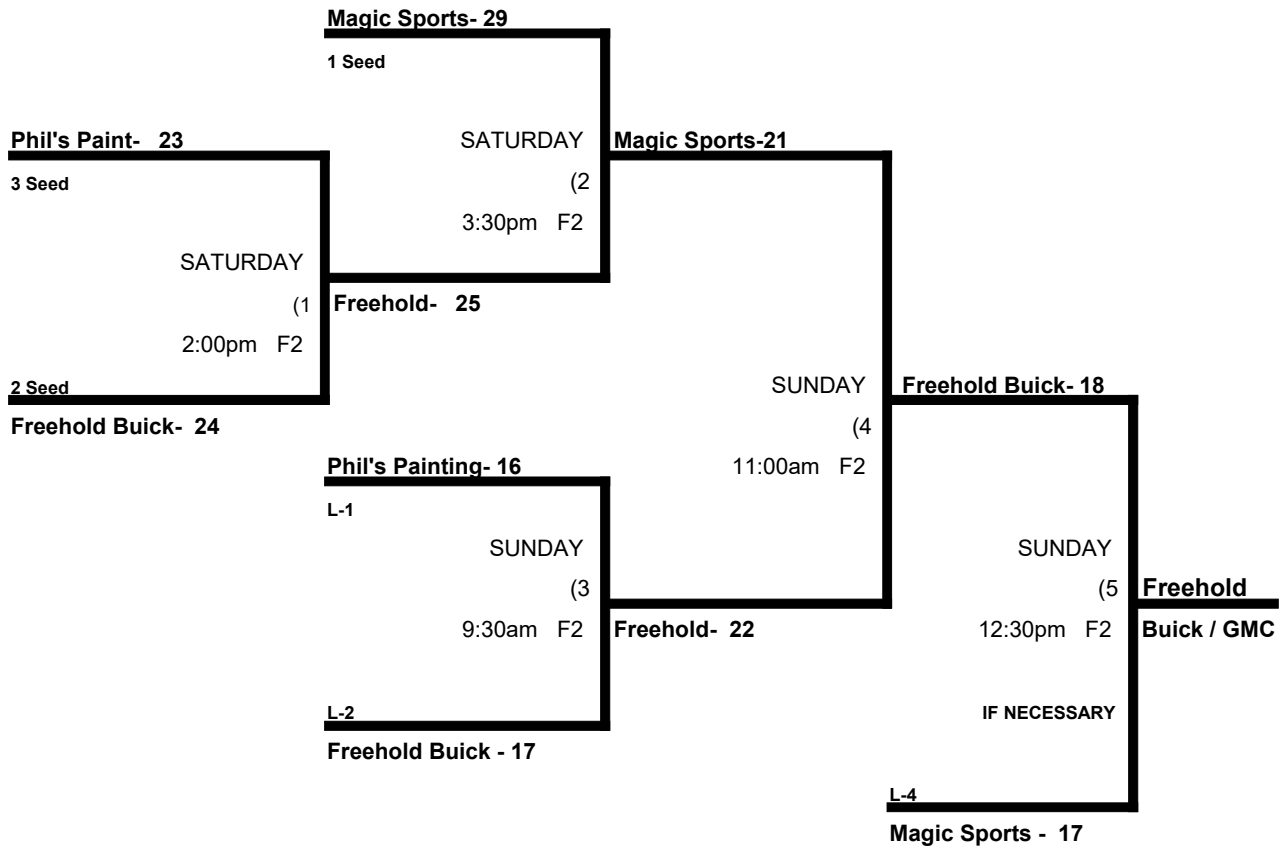 Magic Sports- 29
1 Seed
Phil's Paint- 23
3 Seed
SATURDAY
(2
3:30pm F2
Magic Sports-21
SATURDAY
(1
2:00pm F2
Freehold- 25
2 Seed
Freehold Buick- 24
SUNDAY
(4
11:00am F2
Freehold Buick- 18
Phil's Painting- 16
L-1
SUNDAY
(3
9:30am F2
Freehold- 22
SUNDAY
(5
12:30pm F2
Freehold
Buick / GMC
IF NECESSARY
L-2
Freehold Buick - 17
L-4
Magic Sports - 17